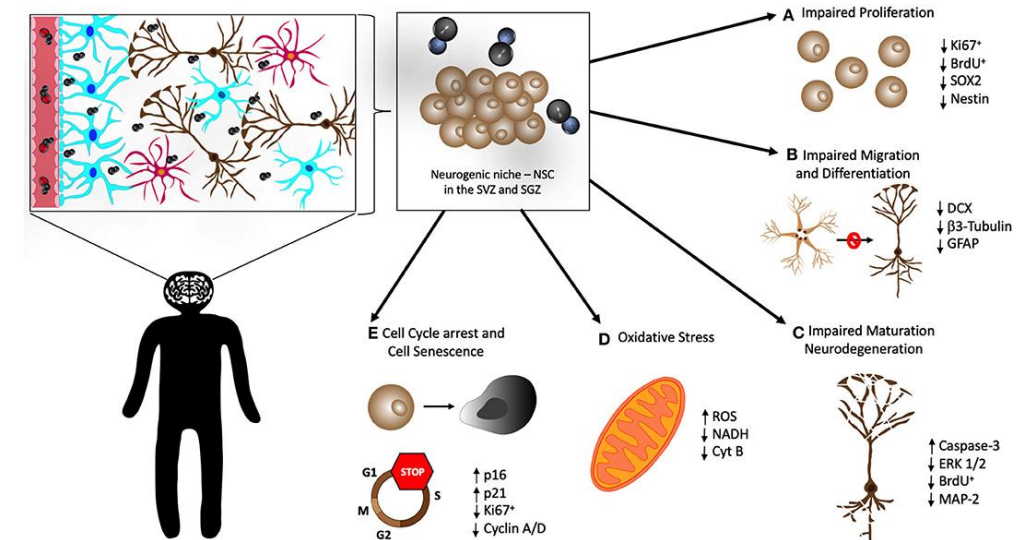 A Impaired Proliferation
↓ Ki67⁺
↓ BrdU⁺
↓ SOX2
↓ Nestin
Neurogenic niche – NSC
in the SVZ and SGZ
B Impaired Migration
and Differentiation
↓ DCX
↓ β3-Tubulin
↓ GFAP
E Cell Cycle arrest and
Cell Senescence
G1
STOP
S
M
G2
↑ p16
↑ p21
↓ Ki67⁺
↓ Cyclin A/D
D Oxidative Stress
↑ ROS
↓ NADH
↓ Cyt B
C Impaired Maturation
Neurodegeneration
↑ Caspase-3
↓ ERK 1/2
↓ BrdU⁺
↓ MAP-2